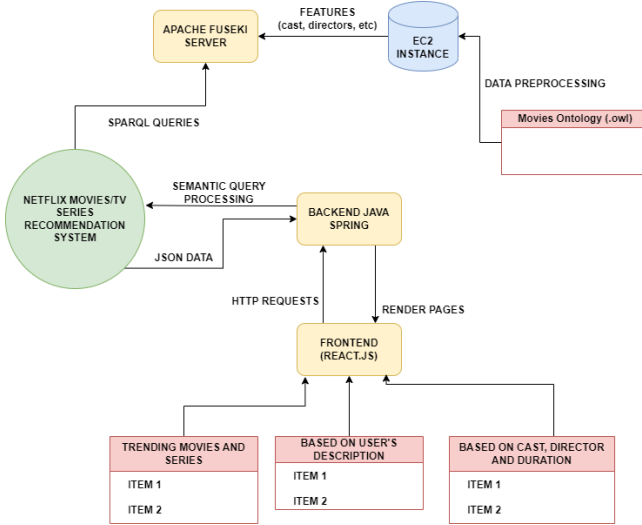 APACHE FUSEKI
SERVER
FEATURES
(cast, directors, etc)
EC2
INSTANCE
DATA PREPROCESSING
Movies Ontology (.owl)
SPARQL QUERIES
NETFLIX MOVIES/TV
SERIES
RECOMMENDATION
SYSTEM
SEMANTIC QUERY
PROCESSING
BACKEND JAVA
SPRING
JSON DATA
HTTP REQUESTS
RENDER PAGES
FRONTEND
(REACT.JS)
TRENDING MOVIES AND
SERIES
ITEM 1
ITEM 2
BASED ON USER'S
DESCRIPTION
ITEM 1
ITEM 2
BASED ON CAST, DIRECTOR
AND DURATION
ITEM 1
ITEM 2